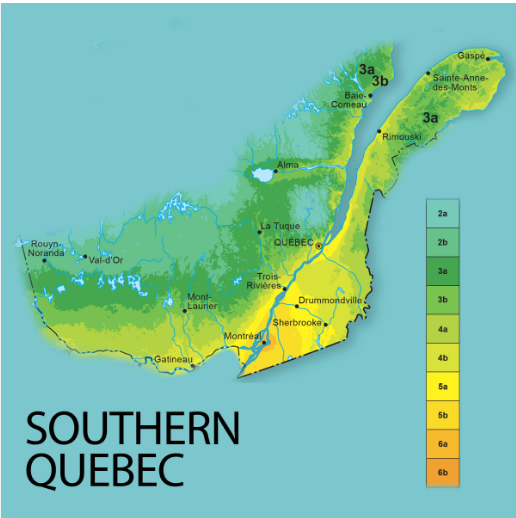 Gaspé
3a
3b
Sainte-Anne-
des-Monts
Baie-
Comeau
3a
Rimouski
Alma
La Tuque
QUÉBEC
Rouyn-
Noranda
Val-d'Or
Trois-
Rivières
Mont-
Laurier
Drummondville
Sherbrooke
Montréal
Gatineau
2a
2b
3a
3b
4a
4b
5a
5b
6a
6b
SOUTHERN
QUEBEC